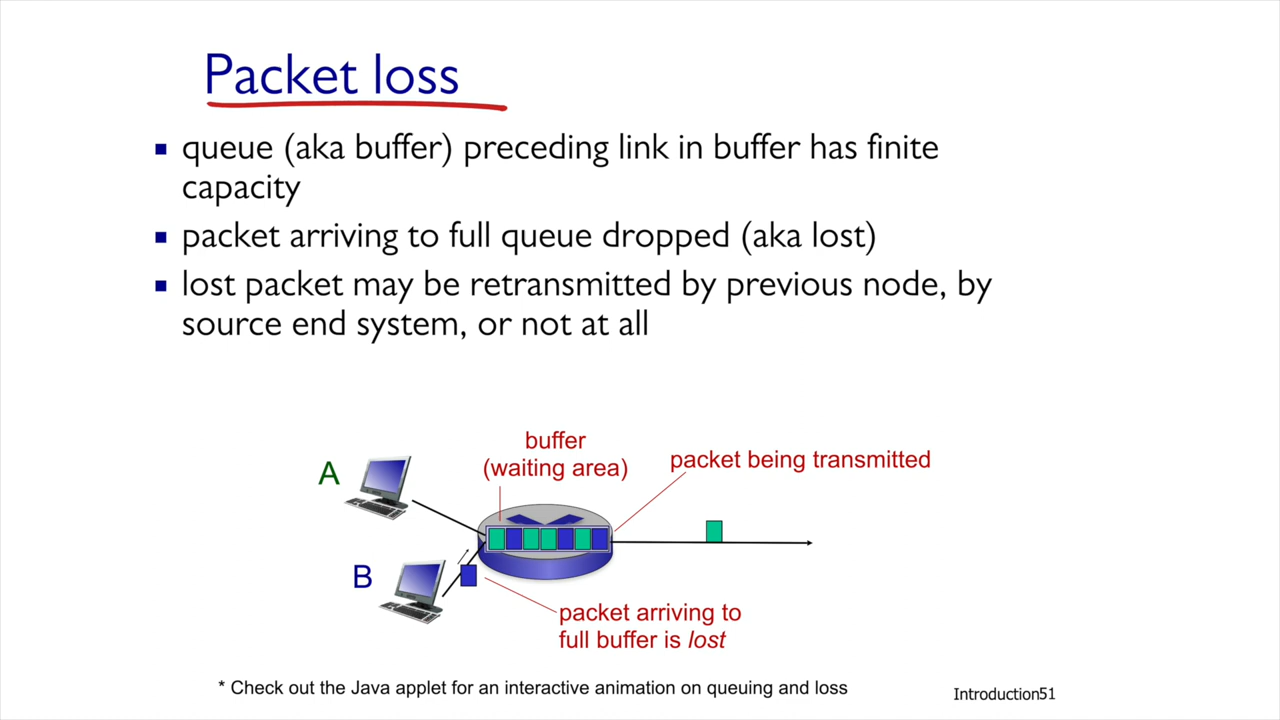 Packet loss
queue (aka buffer) preceding link in buffer has finite
capacity
packet arriving to full queue dropped (aka lost)
lost packet may be retransmitted by previous node, by
source end system, or not at all
buffer
(waiting area)
packet being transmitted
A
B
packet arriving to
full buffer is lost
* Check out the Java applet for an interactive animation on queuing and loss
Introduction51